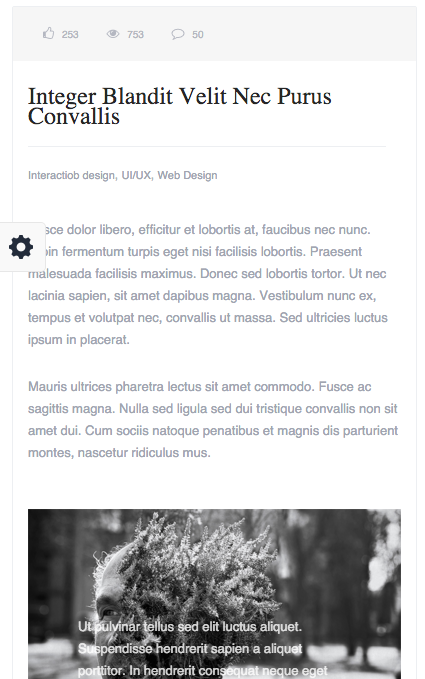 253 753 50
Integer Blandit Velit Nec Purus
Convallis
Interactiob design, UI/UX, Web Design
sce dolor libero, efficitur et lobortis at, faucibus nec nunc.
in fermentum turpis eget nisi facilisis lobortis. Praesent
malesuada facilisis maximus. Donec sed lobortis tortor. Ut nec
lacinia sapien, sit amet dapibus magna. Vestibulum nunc ex,
tempus et volutpat nec, convallis ut massa. Sed ultricies luctus
ipsum in placerat.
Mauris ultrices pharetra lectus sit amet commodo. Fusce ac
sagittis magna. Nulla sed ligula sed dui tristique convallis non sit
amet dui. Cum sociis natoque penatibus et magnis dis parturient
montes, nascetur ridiculus mus.
Ut pulvinar tellus sed elit luctus aliquet.
Suspendisse hendrerit sapien a aliquet
porttitor. In hendrerit consequat neque eget